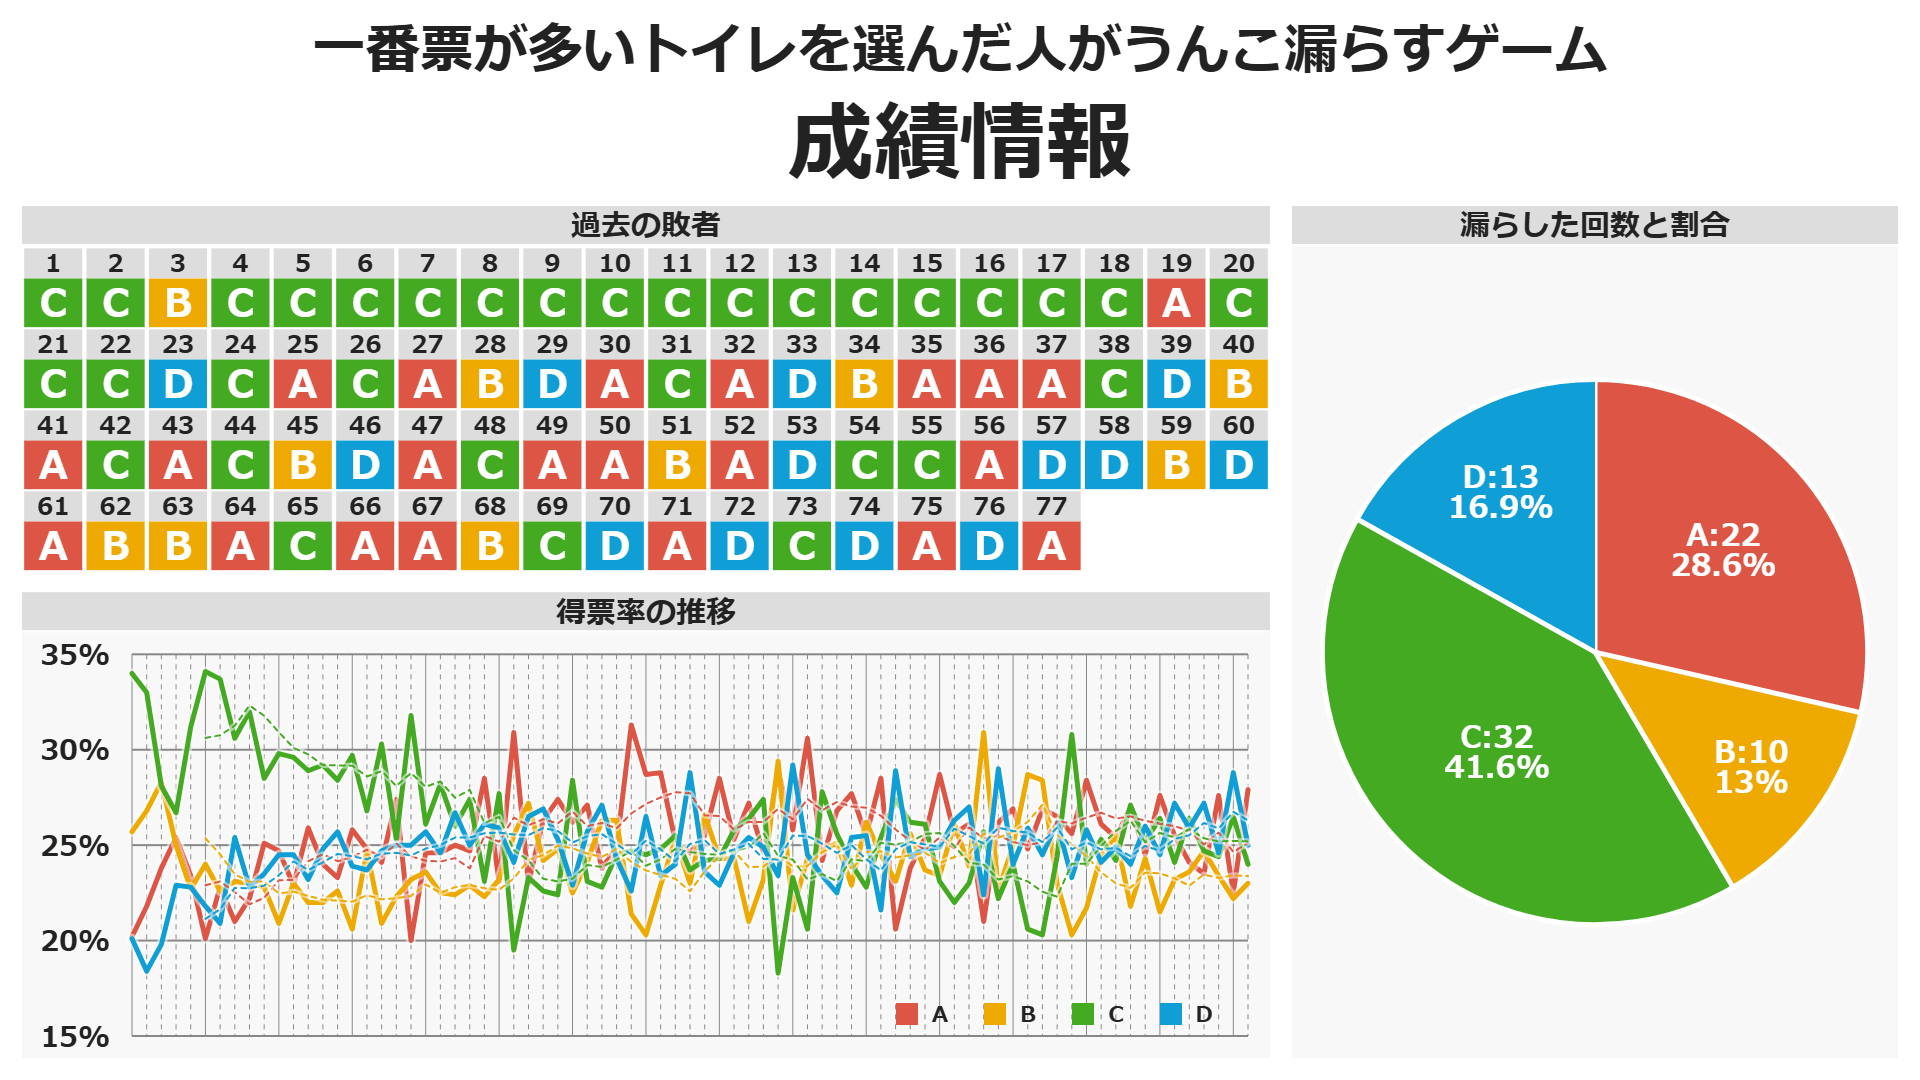 一番票が多いトイレを選んだ人がうんこ漏らすゲーム
成績情報
過去の敗者
1 2 3 4 5 6 7 8 9 10 11 12 13 14 15 16 17 18 19 20
C C B C C C C C C C C C C C C C C C A C
21 22 23 24 25 26 27 28 29 30 31 32 33 34 35 36 37 38 39 40
C C D C A C A B D A C A D B A A A C D B
41 42 43 44 45 46 47 48 49 50 51 52 53 54 55 56 57 58 59 60
A C A C B D A C A A B A D C C A D D B D
61 62 63 64 65 66 67 68 69 70 71 72 73 74 75 76 77
A B B A C A A B C D A D C D A D A
得票率の推移
35%
30%
25%
20%
15%
A B C D
漏らした回数と割合
D:13
16.9%
A:22
28.6%
C:32
41.6%
B:10
13%